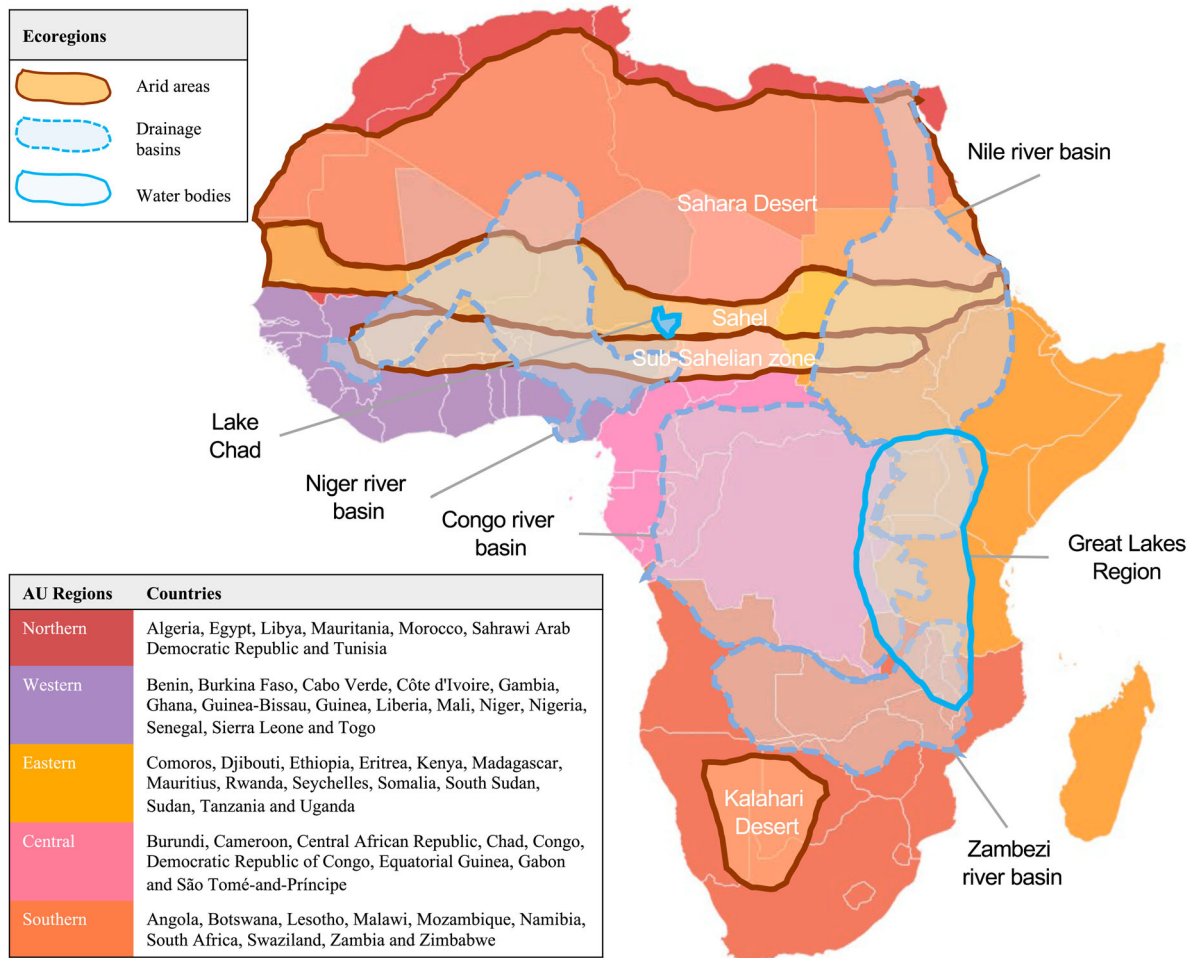 Ecoregions
Arid areas
Drainage
basins
Water bodies
Nile river basin
Sahara Desert
Sahel
Sub-Sahelian zone
Lake
Chad
Niger river
basin
Congo river
basin
Great Lakes
Region
Kalahari
Desert
Zambezi
river basin
AU Regions Countries
Northern Algeria, Egypt, Libya, Mauritania, Morocco, Sahrawi Arab
Democratic Republic and Tunisia
Western Benin, Burkina Faso, Cabo Verde, Côte d'Ivoire, Gambia,
Ghana, Guinea-Bissau, Guinea, Liberia, Mali, Niger, Nigeria,
Senegal, Sierra Leone and Togo
Eastern Comoros, Djibouti, Ethiopia, Eritrea, Kenya, Madagascar,
Mauritius, Rwanda, Seychelles, Somalia, South Sudan,
Sudan, Tanzania and Uganda
Central Burundi, Cameroon, Central African Republic, Chad, Congo,
Democratic Republic of Congo, Equatorial Guinea, Gabon
and São Tomé-and-Príncipe
Southern Angola, Botswana, Lesotho, Malawi, Mozambique, Namibia,
South Africa, Swaziland, Zambia and Zimbabwe